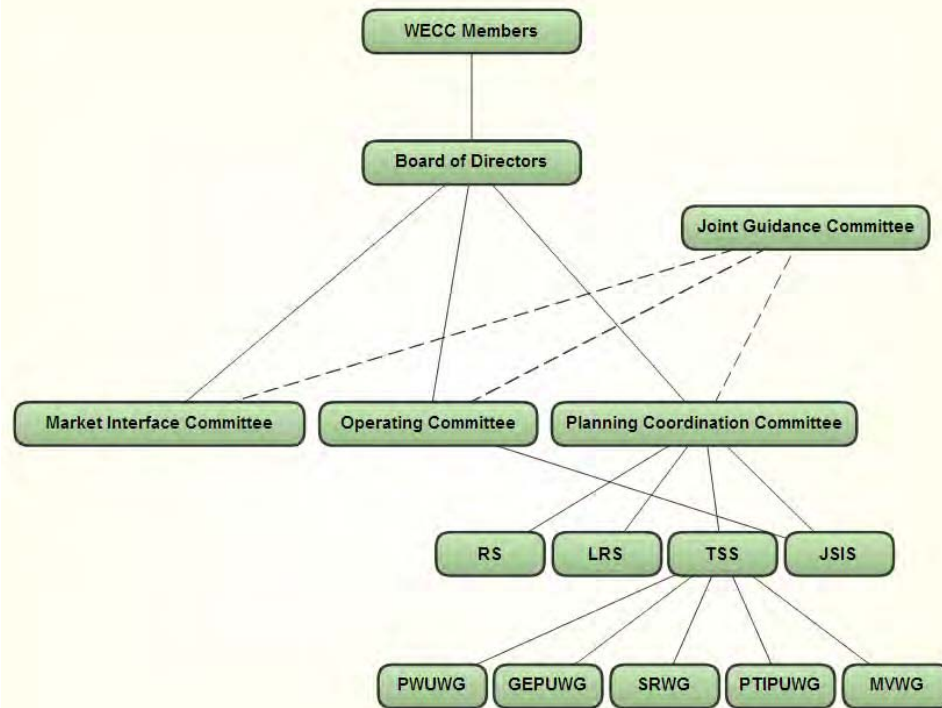 WECC Members
Board of Directors
Joint Guidance Committee
Market Interface Committee
Operating Committee
Planning Coordination Committee
RS
LRS
TSS
JSIS
PWUWG
GEPUWG
SRWG
PTIPUWG
MVWG